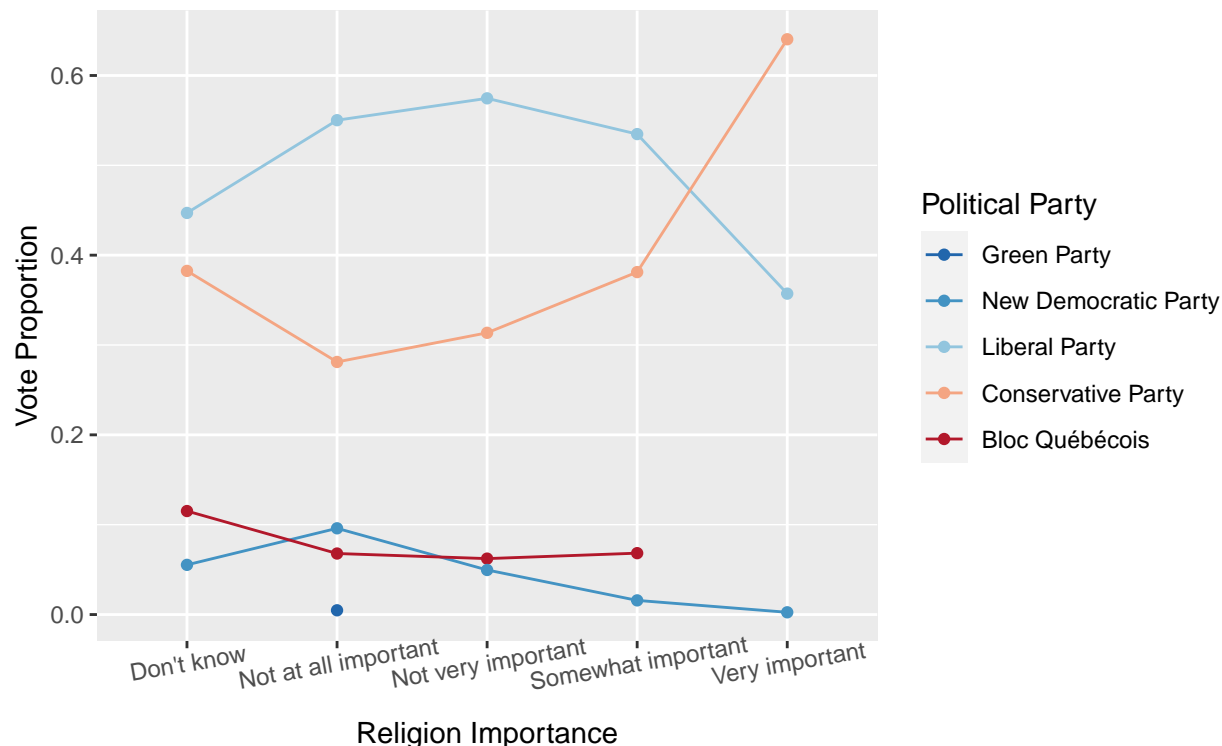 0.6
0.4
0.2
0.0
Vote Proportion
Don't know
Not at all important
Not very important
Somewhat important
Very important
Religion Importance
Political Party
Green Party
New Democratic Party
Liberal Party
Conservative Party
Bloc Québécois